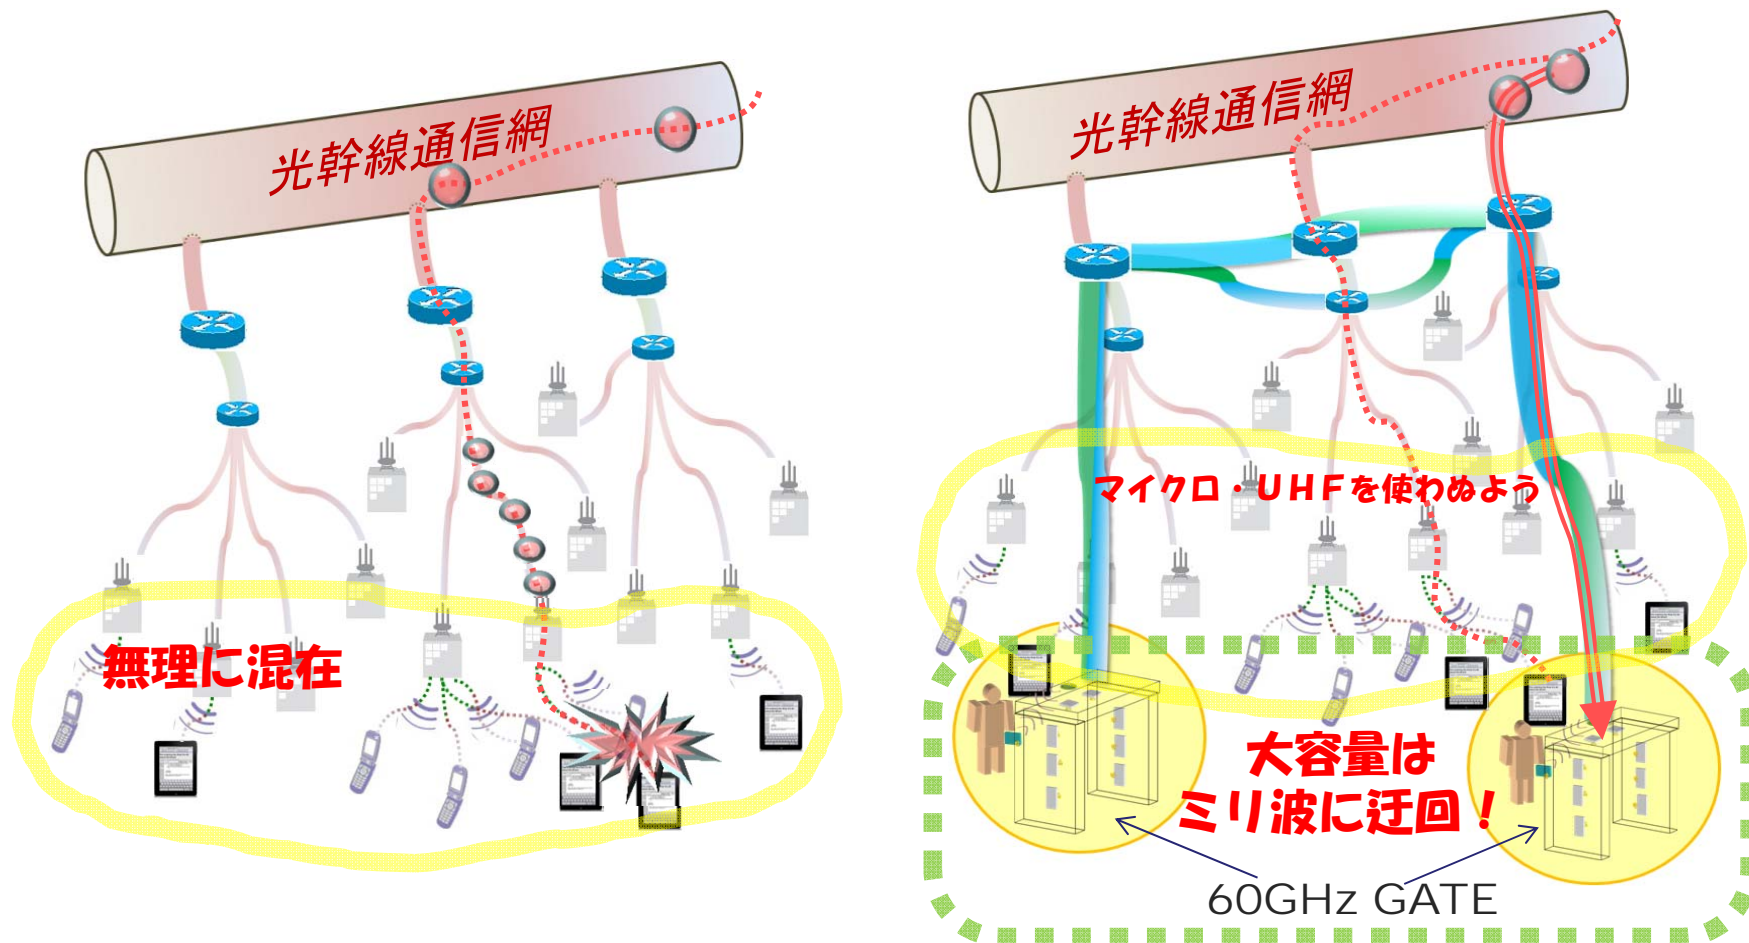 光幹線通信網
無理に混在
光幹線通信網
マイクロ・UHFを使わぬよう
大容量は
ミリ波に迂回！
60GHz GATE